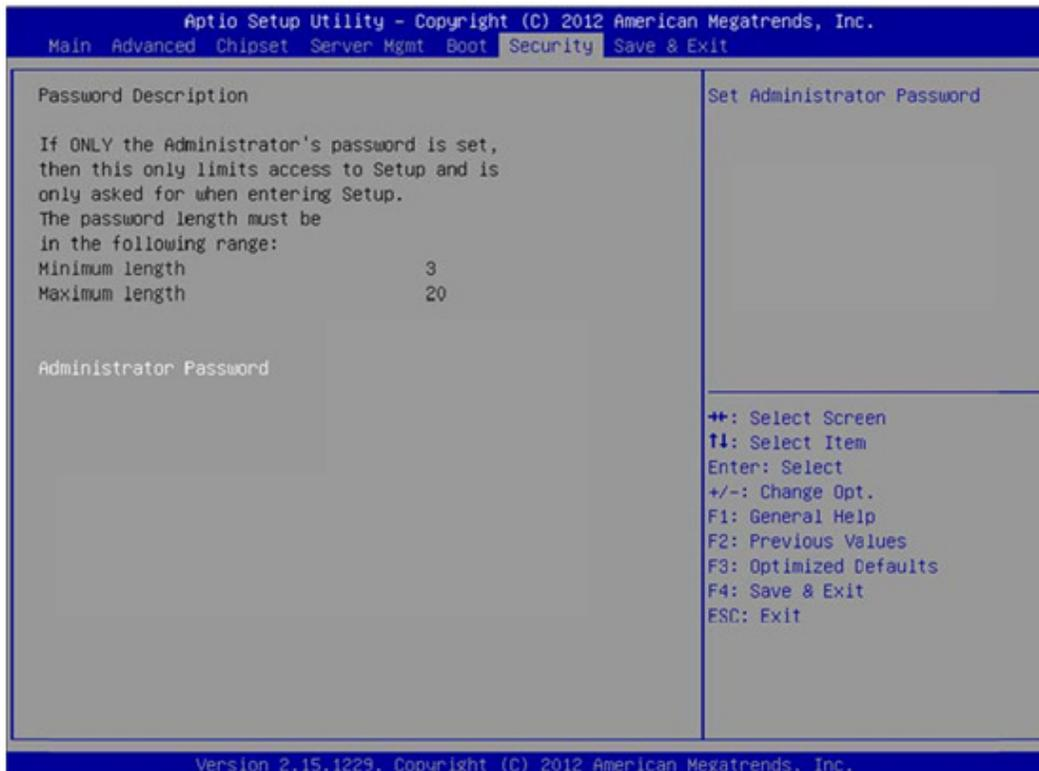 Aptio Setup Utility – Copyright (C) 2012 American Megatrends, Inc.
Main Advanced Chipset Server Mgmt Boot Security Save & Exit
Password Description
If ONLY the Administrator's password is set,
then this only limits access to Setup and is
only asked for when entering Setup.
The password length must be
in the following range:
Minimum length 3
Maximum length 20
Administrator Password
Set Administrator Password
→←: Select Screen
↑↓: Select Item
Enter: Select
+/-: Change Opt.
F1: General Help
F2: Previous Values
F3: Optimized Defaults
F4: Save & Exit
ESC: Exit
Version 2.15.1229. Copyright (C) 2012 American Megatrends, Inc.